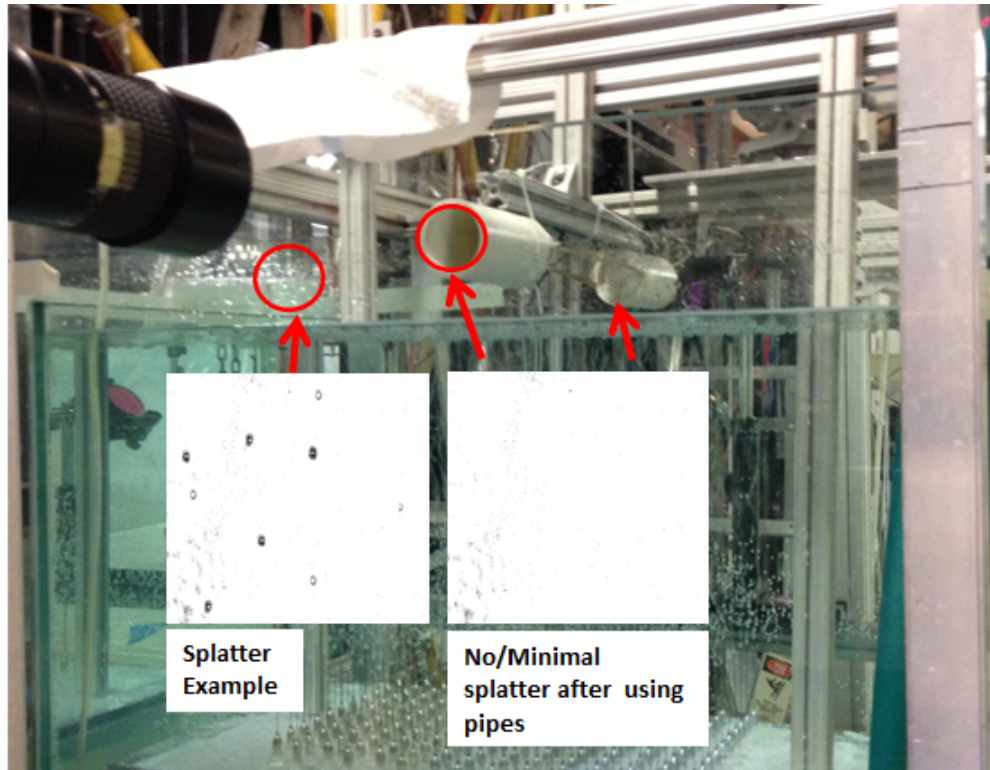 Splatter
Example
No/Minimal
splatter after using
pipes